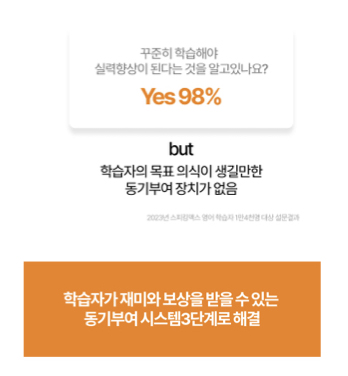 꾸준히 학습해야
실력향상이 된다는 것을 알고있나요?
Yes 98%
but
학습자의 목표 의식이 생길만한
동기부여 장치가 없음
2023년 스피킹맥스 영어 학습자 1만4천명 대상 설문결과
학습자가 재미와 보상을 받을 수 있는
동기부여 시스템3단계로 해결